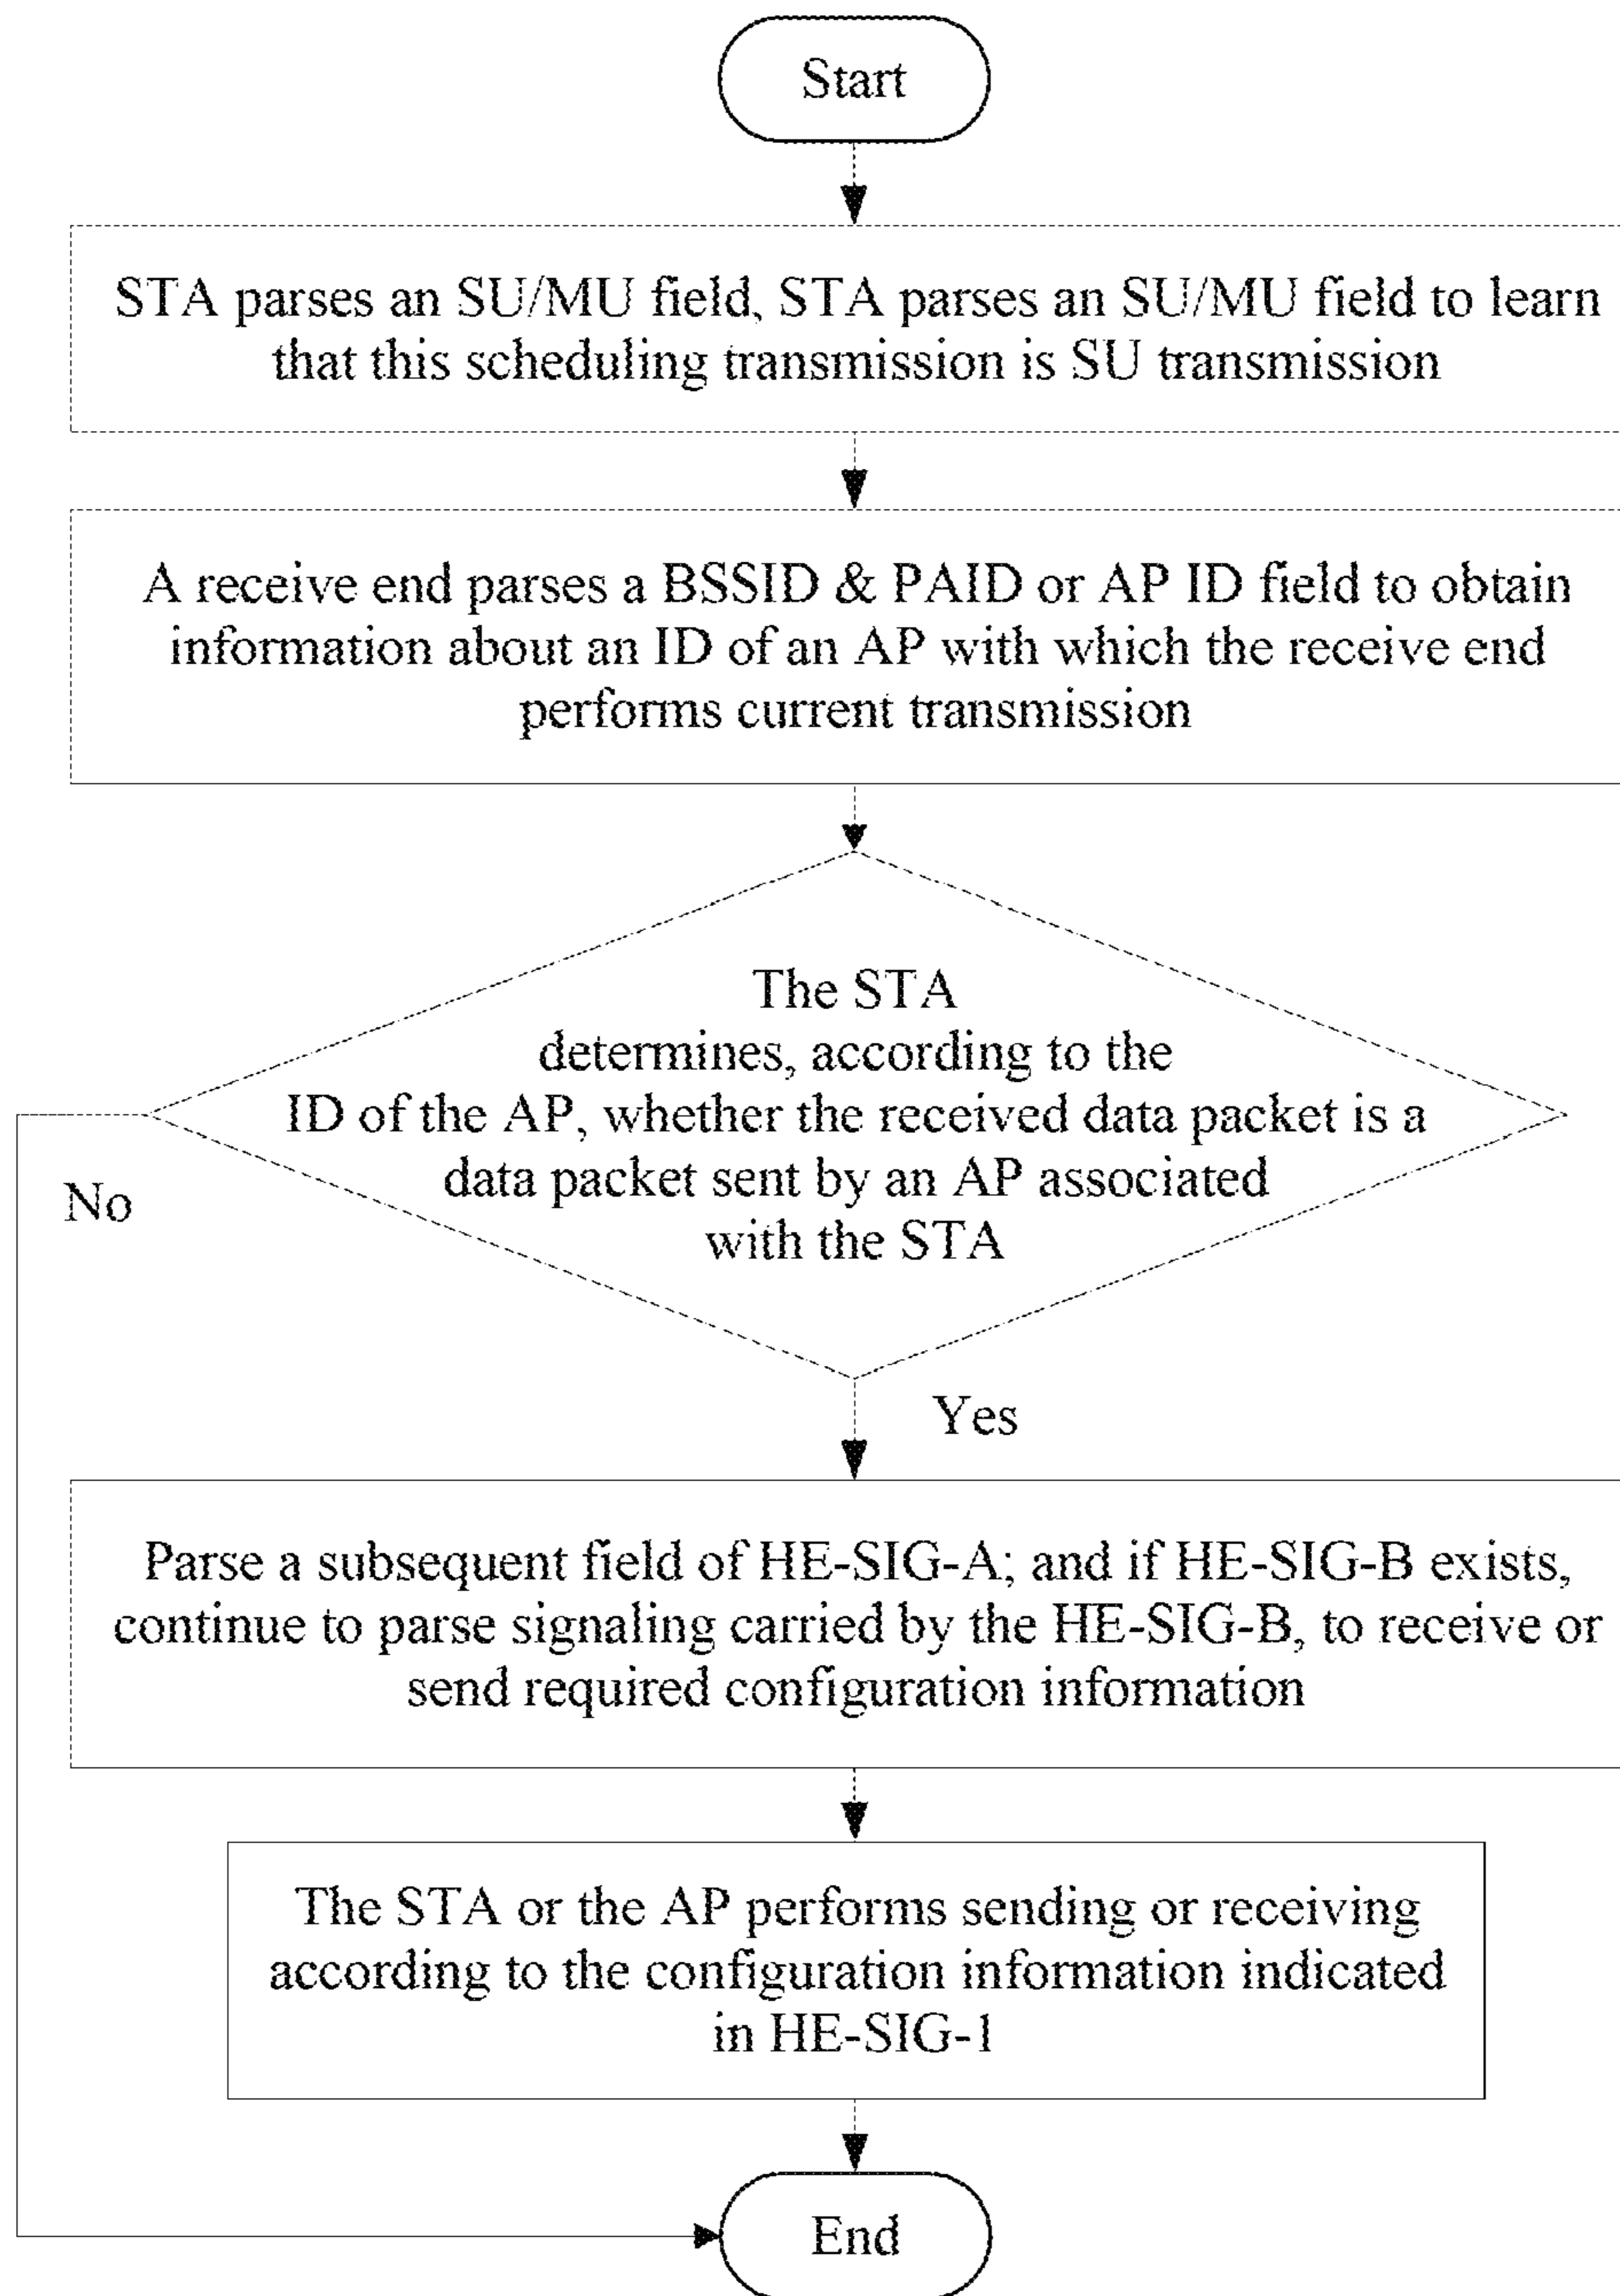 Start
STA parses an SU/MU field, STA parses an SU/MU field to learn
that this scheduling transmission is SU transmission
A receive end parses a BSSID & PAID or AP ID field to obtain
information about an ID of an AP with which the receive end
performs current transmission
The STA
determines, according to the
ID of the AP, whether the received data packet is a
data packet sent by an AP associated
with the STA
No
Yes
Parse a subsequent field of HE-SIG-A; and if HE-SIG-B exists,
continue to parse signaling carried by the HE-SIG-B, to receive or
send required configuration information
The STA or the AP performs sending or receiving
according to the configuration information indicated
in HE-SIG-1
End